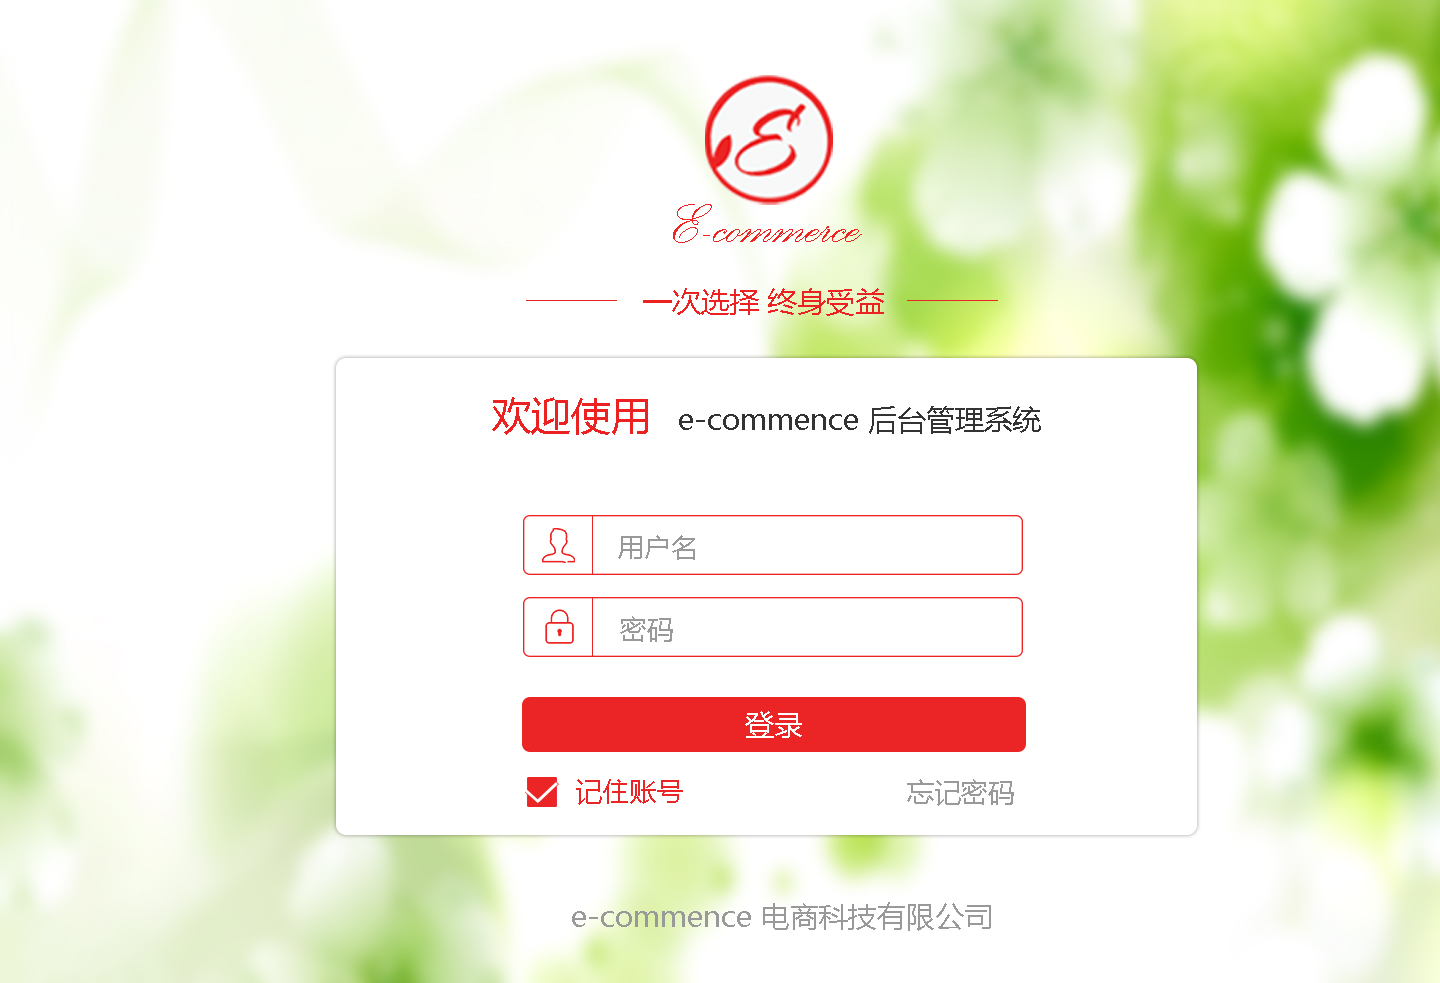 E
E-commerce
一次选择 终身受益
欢迎使用 e-commence 后台管理系统
用户名
密码
登录
记住账号 忘记密码
e-commence 电商科技有限公司